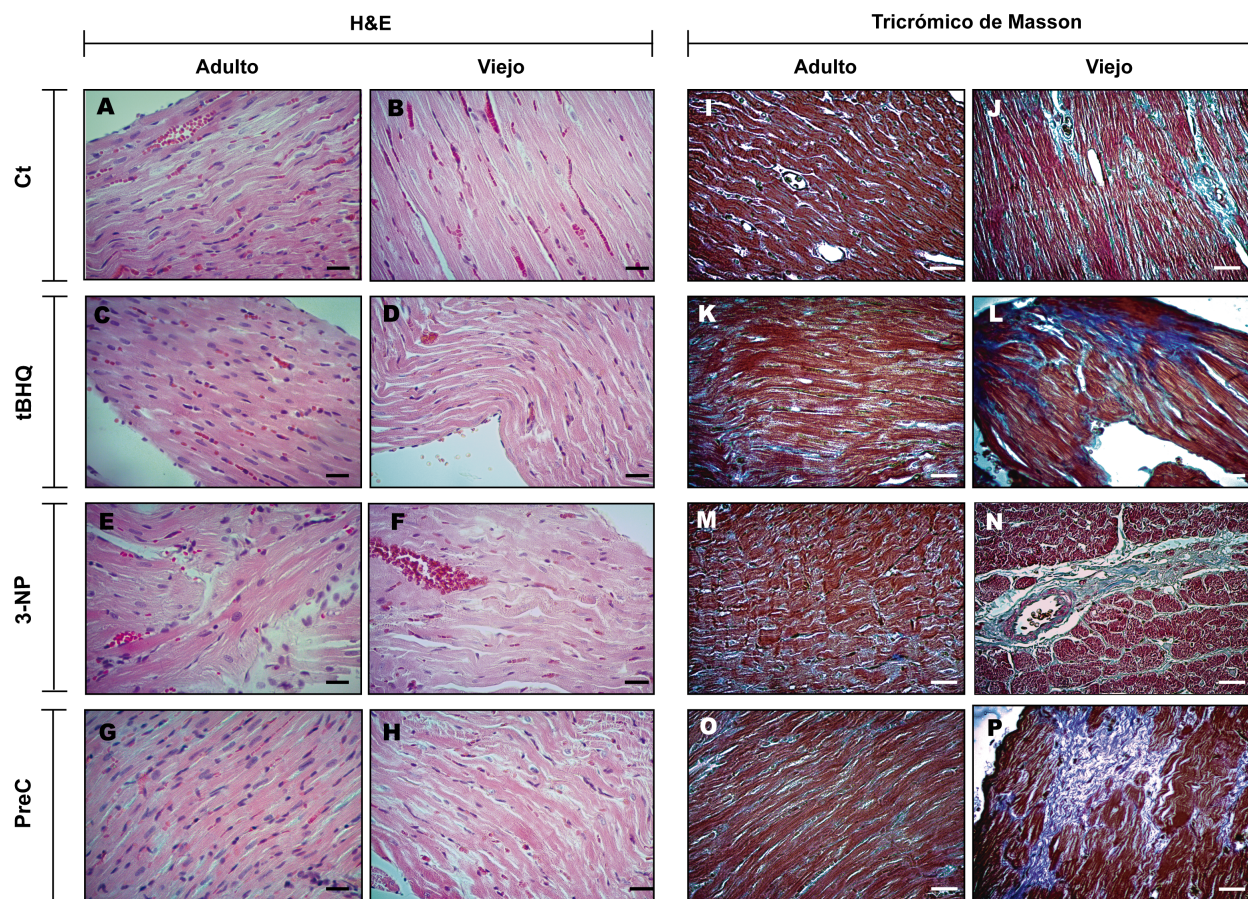 H&E
Tricrómico de Masson
Adulto
Viejo
Adulto
Viejo
Ct
A
B
I
J
tBHQ
C
D
K
L
3-NP
E
F
M
N
PreC
G
H
O
P